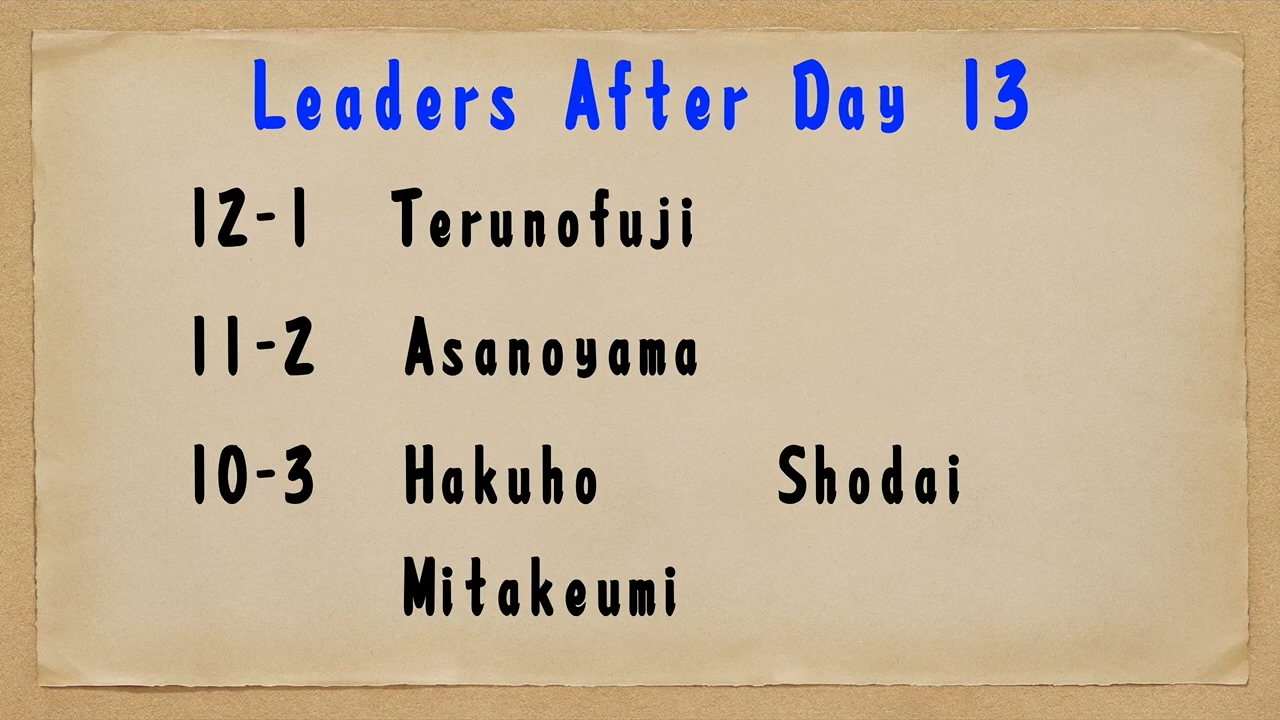 Leaders After Day 13
12-1 Terunofuji
11-2 Asanoyama
10-3 Hakuho Shodai
Mitakeumi